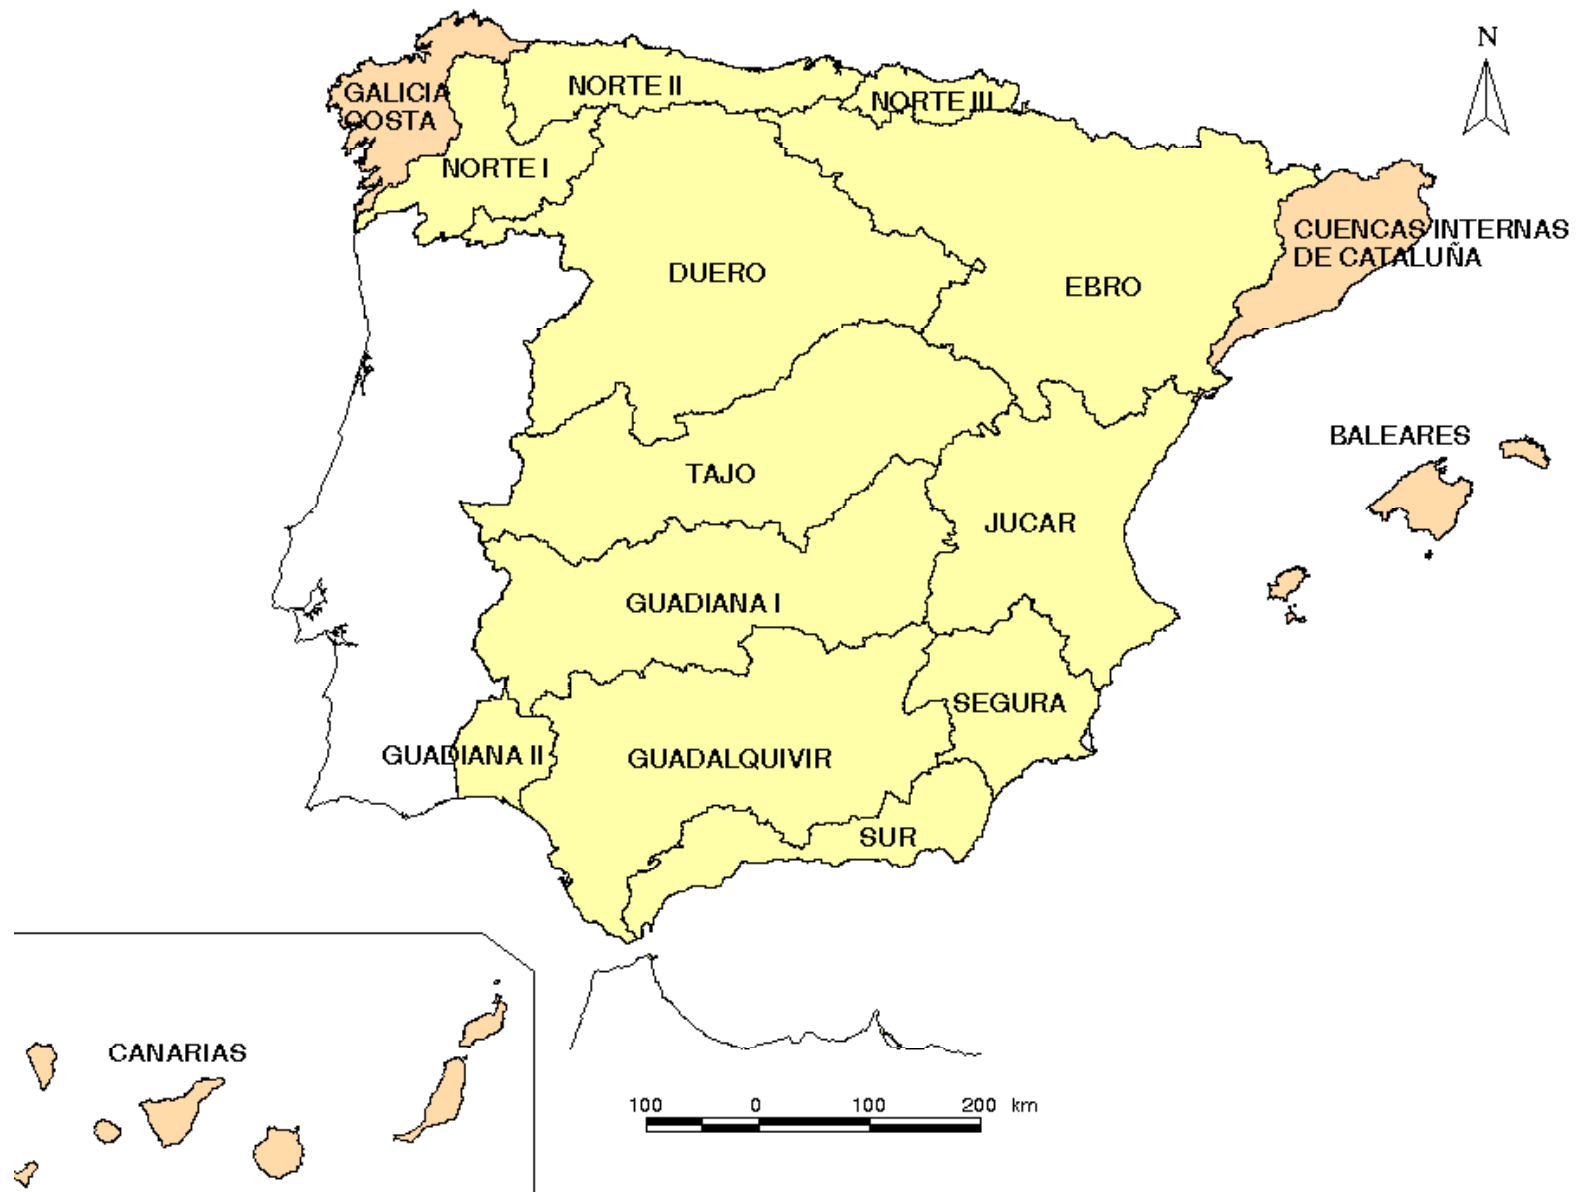 N
NORTE II
GALICIA
COSTA
NORTE III
NORTE I
CUENCAS INTERNAS
DE CATALUÑA
DUERO
EBRO
BALEARES
TAJO
JUCAR
GUADIANA I
SEGURA
GUADIANA II
GUADALQUIVIR
SUR
CANARIAS
100 0 100 200 km